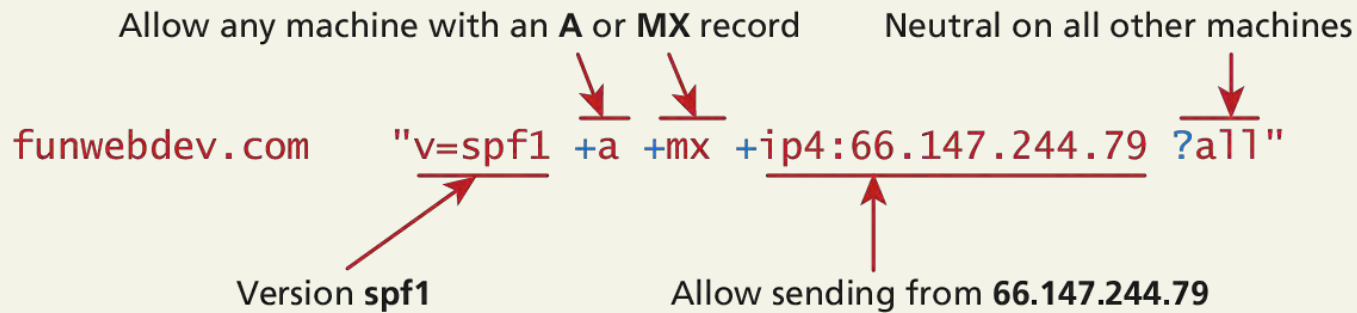 Allow any machine with an A or MX record Neutral on all other machines
funwebdev.com "v=spf1 +a +mx +ip4:66.147.244.79 ?all"
Version spf1 Allow sending from 66.147.244.79